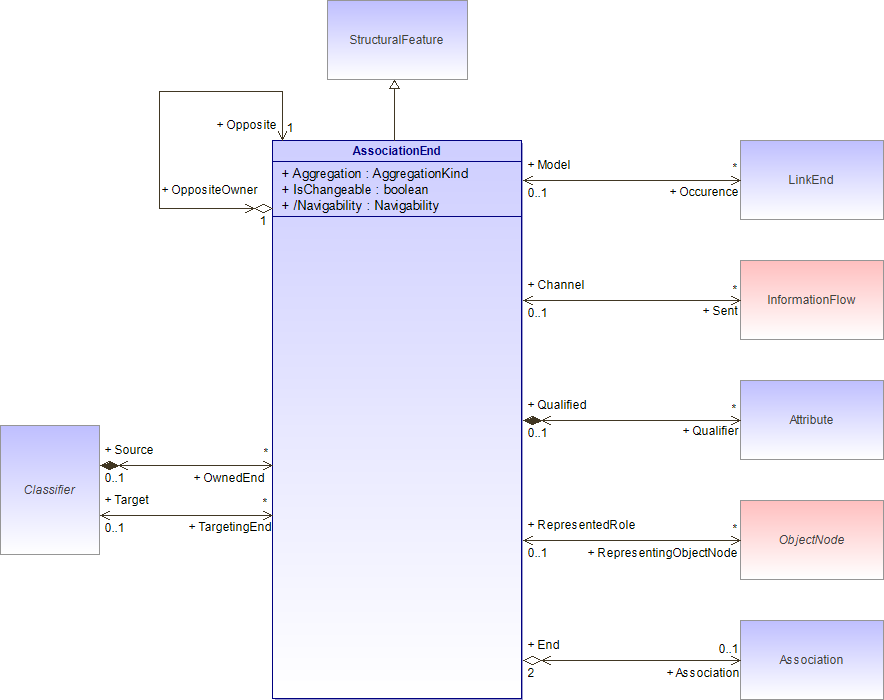 StructuralFeature
+ Opposite
1
+ OppositeOwner
1
AssociationEnd
+ Aggregation : AggregationKind
+ IsChangeable : boolean
+ /Navigability : Navigability
+ Model
*
0..1
+ Occurence
LinkEnd
+ Channel
*
0..1
+ Sent
InformationFlow
+ Qualified
*
0..1
+ Qualifier
Attribute
Classifier
+ Source
*
0..1
+ OwnedEnd
+ Target
*
0..1
+ TargetingEnd
+ RepresentedRole
*
0..1
+ RepresentingObjectNode
ObjectNode
+ End
0..1
2
+ Association
Association